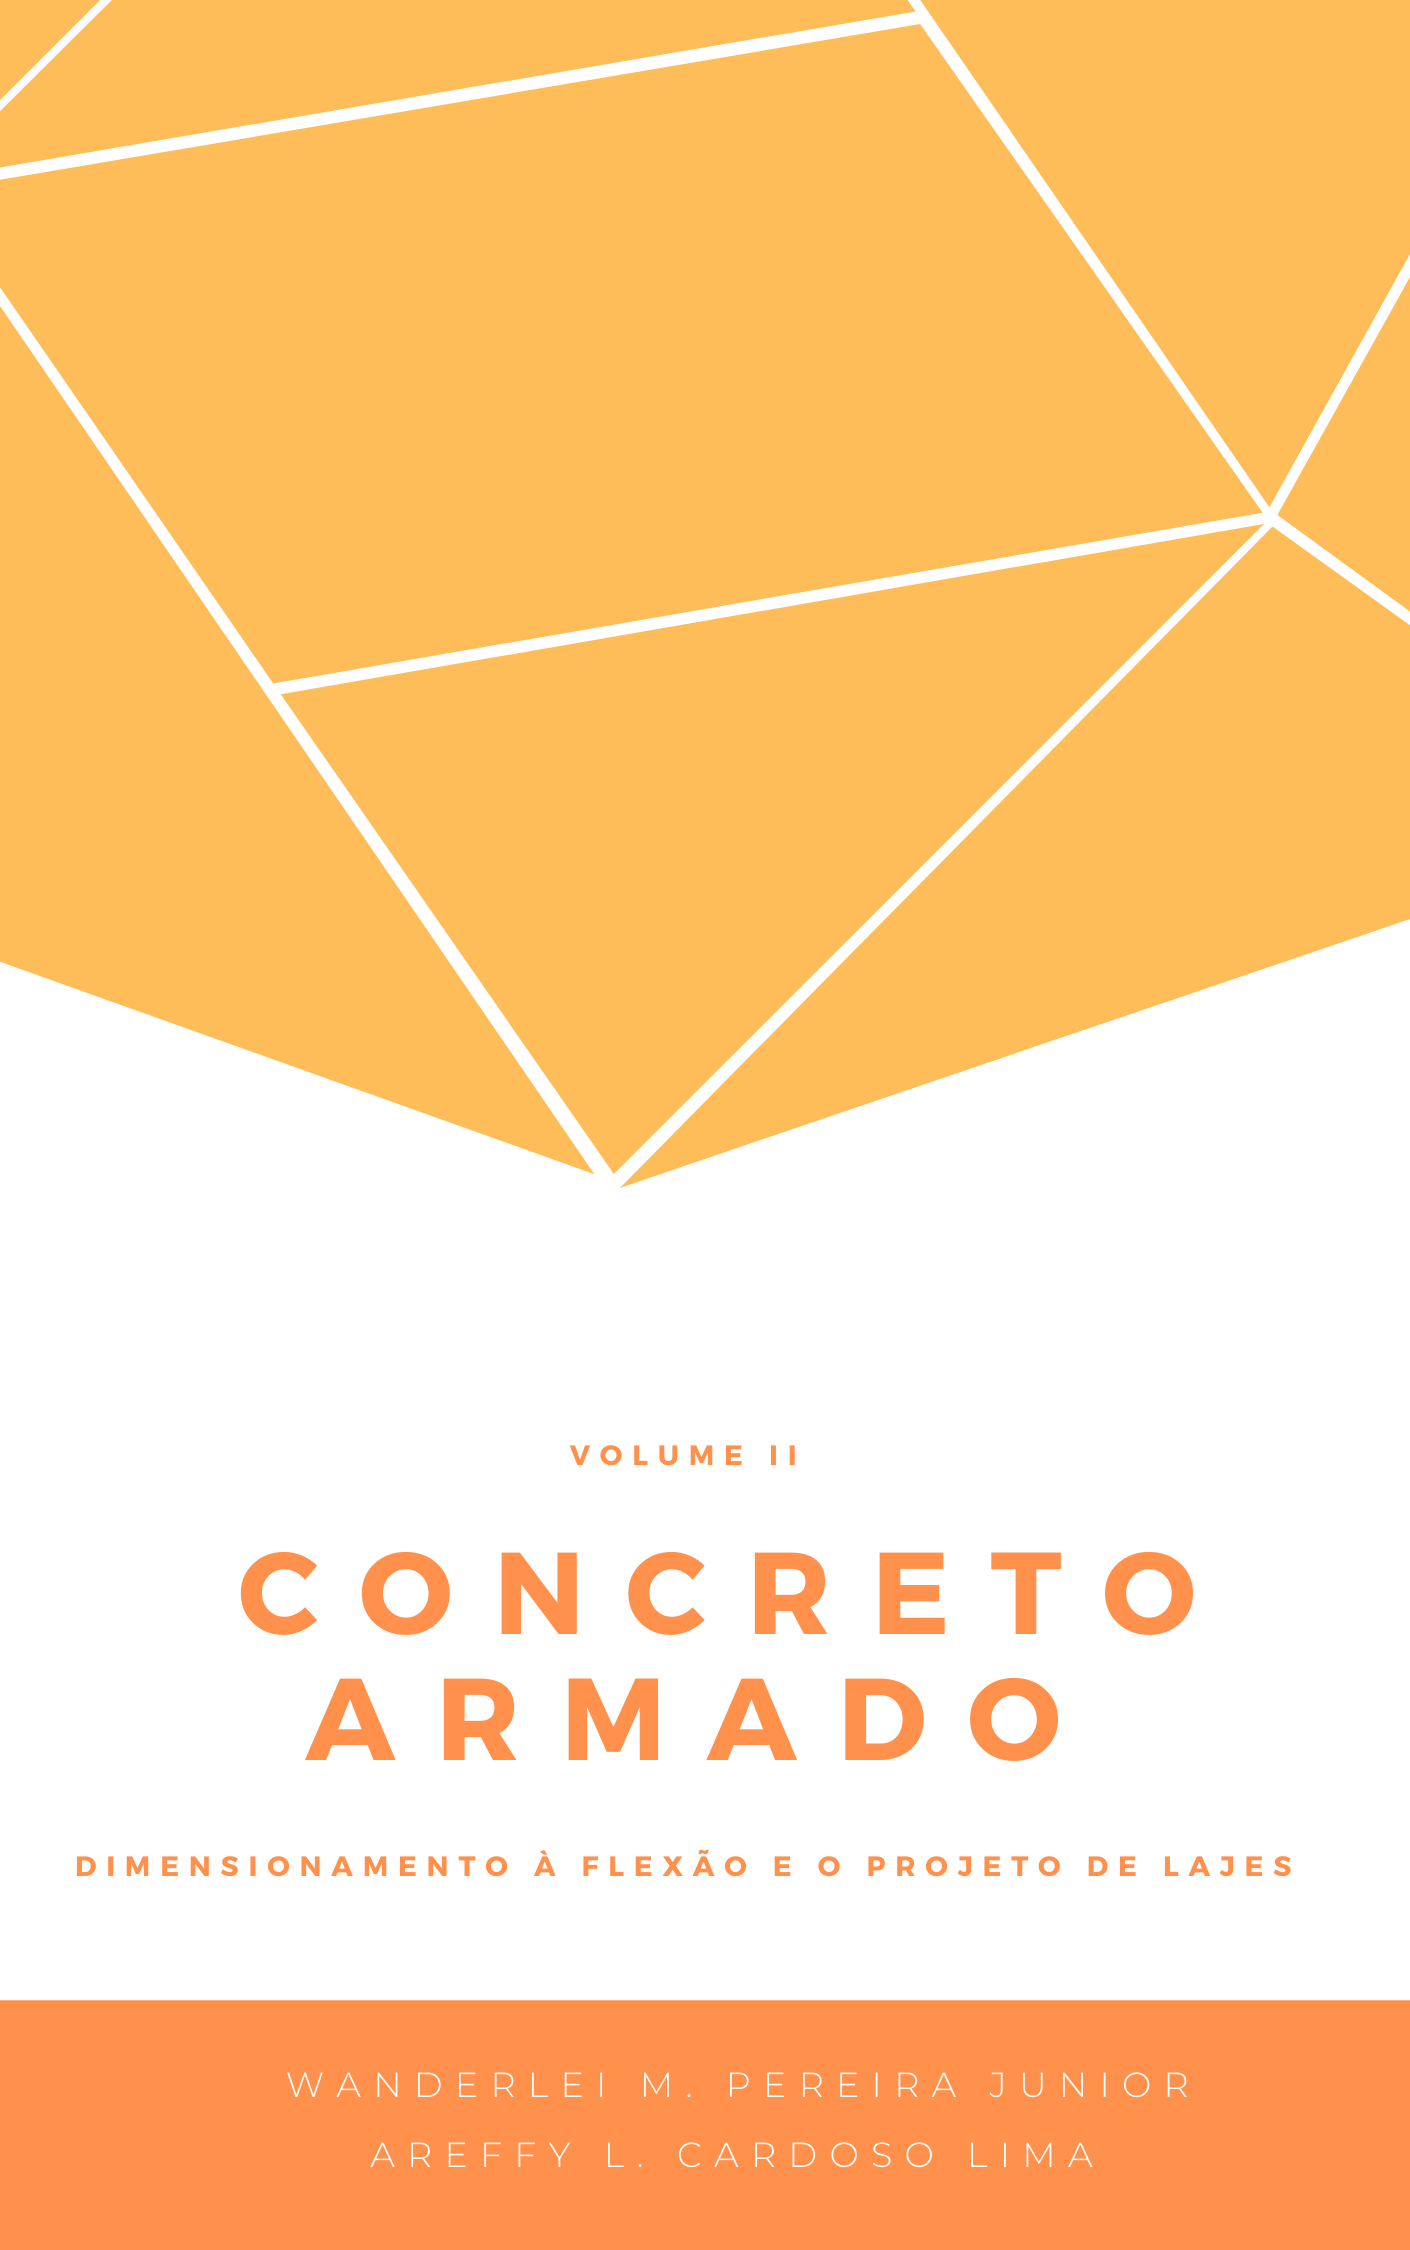 VOLUME II
CONCRETO
ARMADO
DIMENSIONAMENTO À FLEXÃO E O PROJETO DE LAJES
WANDERLEI M. PEREIRA JUNIOR
AREFFY L. CARDOSO LIMA